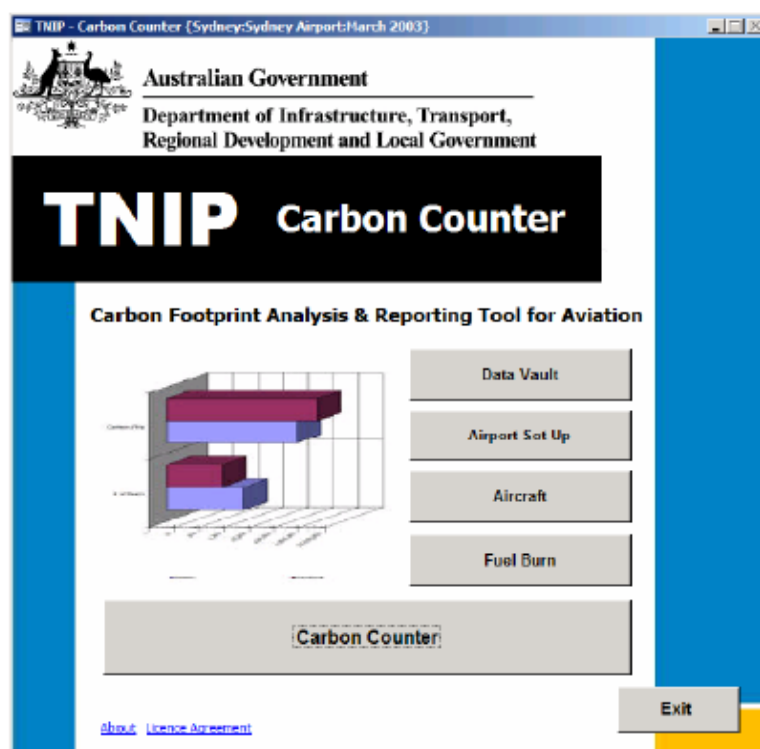 TNIP - Carbon Counter {Sydney:Sydney Airport:March 2003}
Australian Government
Department of Infrastructure, Transport,
Regional Development and Local Government
TNIP Carbon Counter
Carbon Footprint Analysis & Reporting Tool for Aviation
Data Vault
Airport Set Up
Aircraft
Fuel Burn
Carbon Counter
Exit
About Licence Agreement